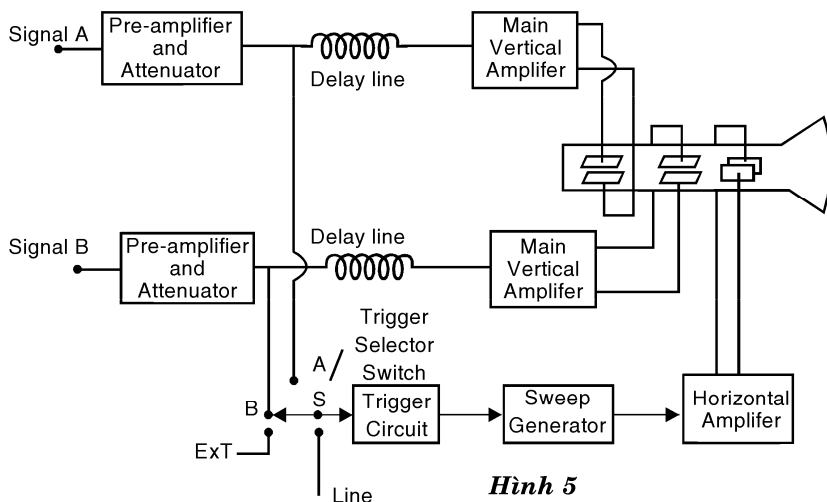 Signal A
Pre-amplifier
and
Attenuator
Delay line
Main
Vertical
Amplifer
Signal B
Pre-amplifier
and
Attenuator
Delay line
Main
Vertical
Amplifer
Trigger
Selector
Switch
A
B
S
Trigger
Circuit
Sweep
Generator
Horizontal
Amplifer
ExT
Line
Hình 5